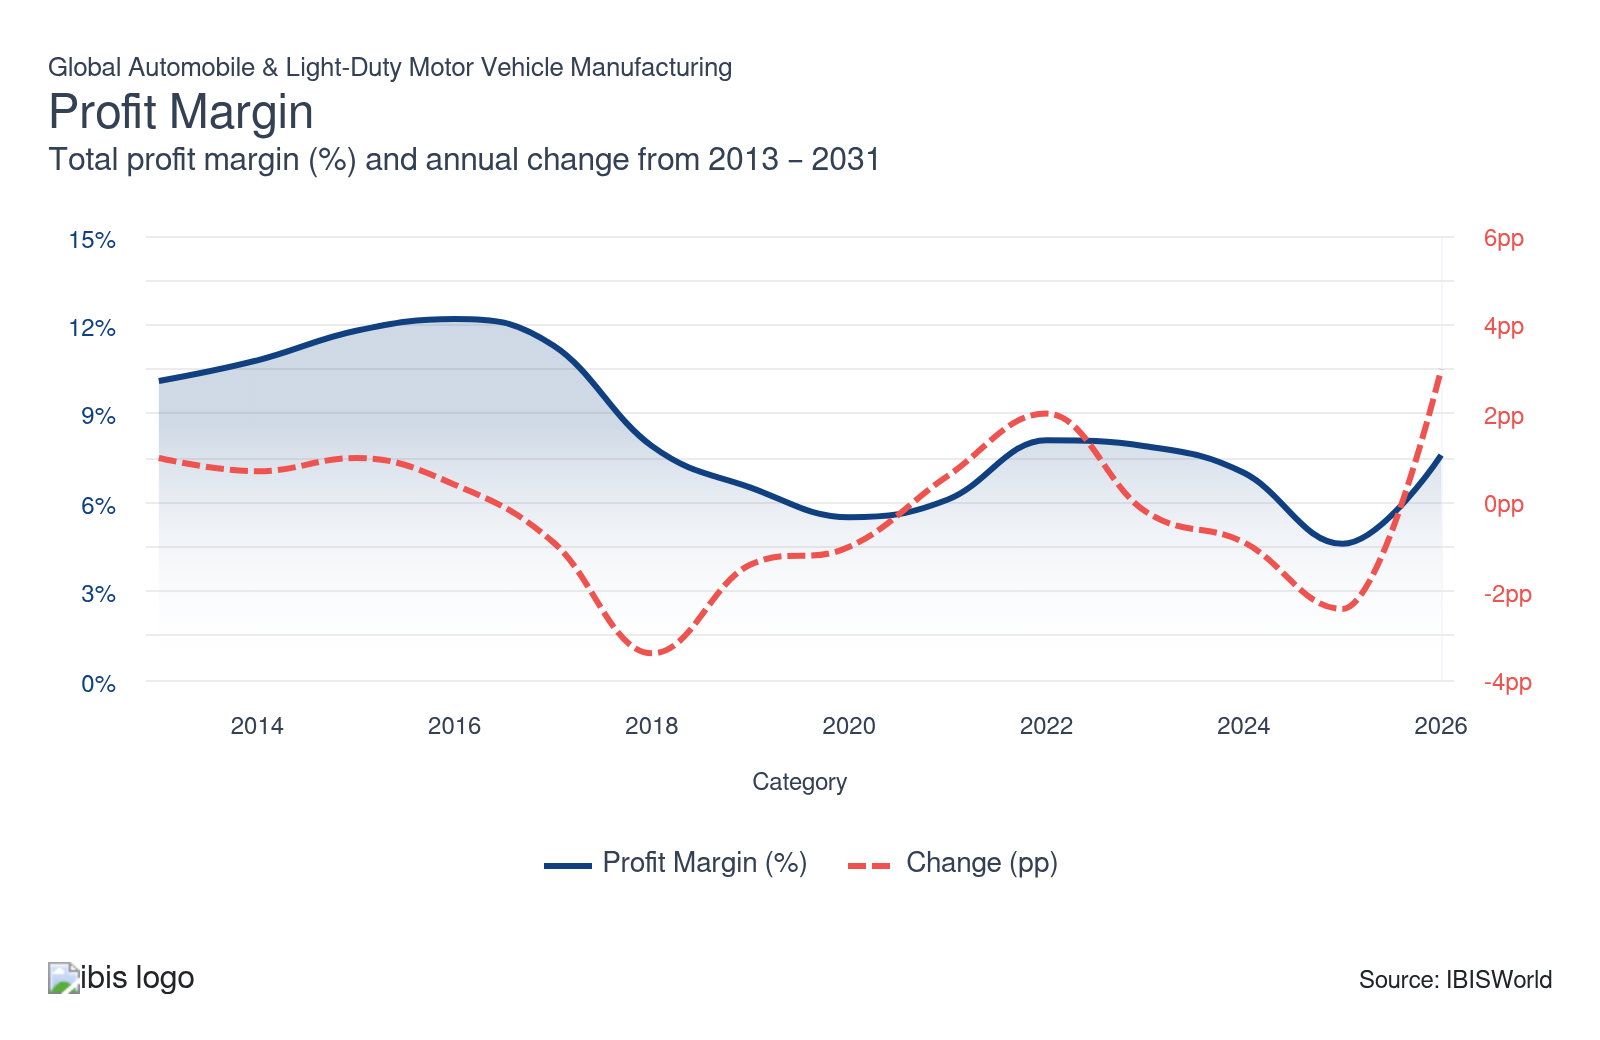 Global Automobile & Light-Duty Motor Vehicle Manufacturing
Profit Margin
Total profit margin (%) and annual change from 2013 – 2031
15%
12%
9%
6%
3%
0%
6pp
4pp
2pp
0pp
-2pp
-4pp
2014 2016 2018 2020 2022 2024 2026
Category
Profit Margin (%) Change (pp)
ibis logo
Source: IBISWorld